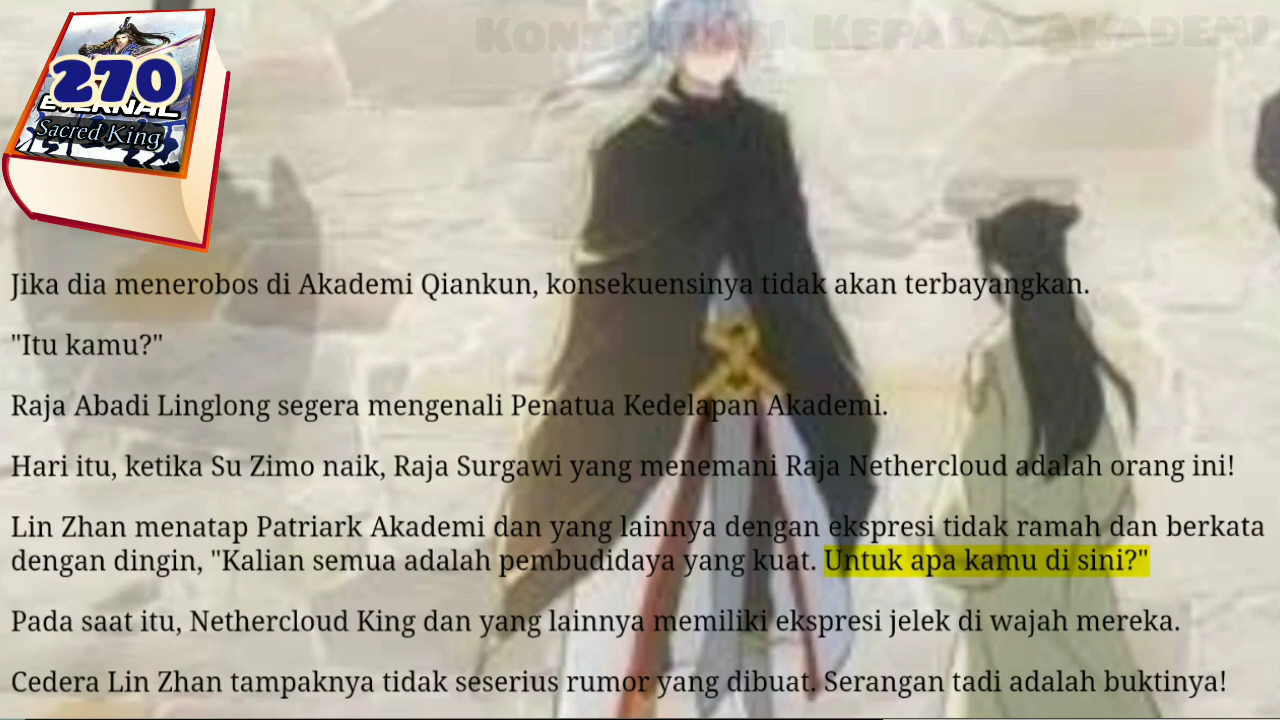 Konsekuensi Kepala Akademi
270
ETERNAL
Sacred King
Jika dia menerobos di Akademi Qiankun, konsekuensinya tidak akan terbayangkan.
"Itu kamu?"
Raja Abadi Linglong segera mengenali Penatua Kedelapan Akademi.
Hari itu, ketika Su Zimo naik, Raja Surgawi yang menemani Raja Nethercloud adalah orang ini!
Lin Zhan menatap Patriark Akademi dan yang lainnya dengan ekspresi tidak ramah dan berkata
dengan dingin, "Kalian semua adalah pembudidaya yang kuat. Untuk apa kamu di sini?"
Pada saat itu, Nethercloud King dan yang lainnya memiliki ekspresi jelek di wajah mereka.
Cedera Lin Zhan tampaknya tidak seserius rumor yang dibuat. Serangan tadi adalah buktinya!